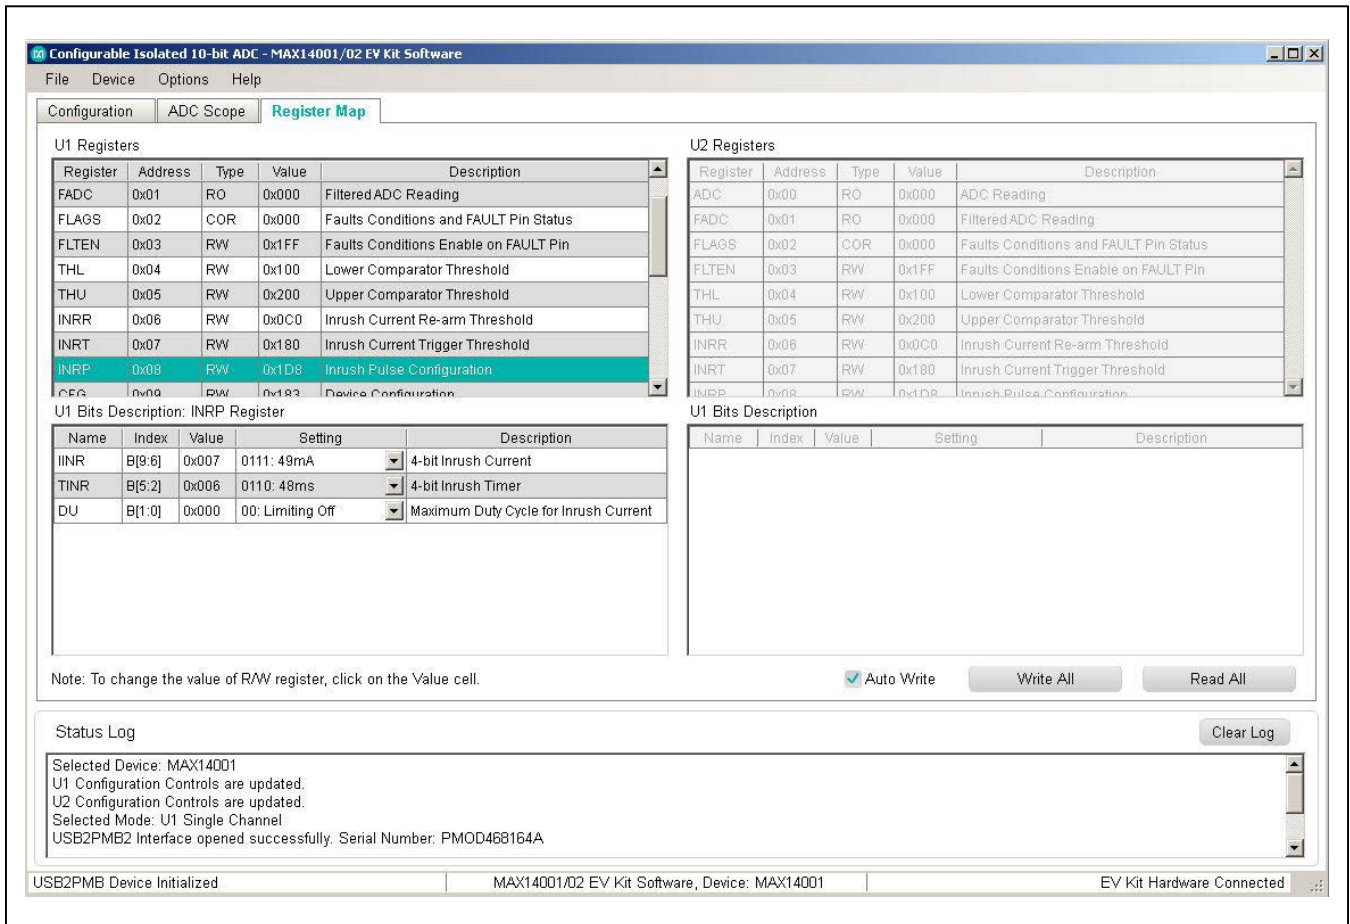 Configurable Isolated 10-bit ADC - MAX14001/02 EV Kit Software
File Device Options Help
Configuration ADC Scope Register Map
U1 Registers
Register Address Type Value Description
FADC 0x01 RO 0x000 Filtered ADC Reading
FLAGS 0x02 COR 0x000 Faults Conditions and FAULT Pin Status
FLTEN 0x03 RW 0x1FF Faults Conditions Enable on FAULT Pin
THL 0x04 RW 0x100 Lower Comparator Threshold
THU 0x05 RW 0x200 Upper Comparator Threshold
INRR 0x06 RW 0x0C0 Inrush Current Re-arm Threshold
INRT 0x07 RW 0x180 Inrush Current Trigger Threshold
INRP 0x08 RW 0x1D8 Inrush Pulse Configuration
CFG 0x09 RW 0x183 Device Configuration
U2 Registers
Register Address Type Value Description
ADC 0x00 RO 0x000 ADC Reading
FADC 0x01 RO 0x000 Filtered ADC Reading
FLAGS 0x02 COR 0x000 Faults Conditions and FAULT Pin Status
FLTEN 0x03 RW 0x1FF Faults Conditions Enable on FAULT Pin
THL 0x04 RW 0x100 Lower Comparator Threshold
THU 0x05 RW 0x200 Upper Comparator Threshold
INRR 0x06 RW 0x0C0 Inrush Current Re-arm Threshold
INRT 0x07 RW 0x180 Inrush Current Trigger Threshold
INRP 0x08 RW 0x1D8 Inrush Pulse Configuration
U1 Bits Description: INRP Register
Name Index Value Setting Description
IINR B[9:6] 0x007 0111: 49mA 4-bit Inrush Current
TINR B[5:2] 0x006 0110: 48ms 4-bit Inrush Timer
DU B[1:0] 0x000 00: Limiting Off Maximum Duty Cycle for Inrush Current
U1 Bits Description
Name Index Value Setting Description
Note: To change the value of R/W register, click on the Value cell.
Auto Write Write All Read All
Status Log
Clear Log
Selected Device: MAX14001
U1 Configuration Controls are updated.
U2 Configuration Controls are updated.
Selected Mode: U1 Single Channel
USB2PMB2 Interface opened successfully. Serial Number: PMOD468164A
USB2PMB Device Initialized MAX14001/02 EV Kit Software, Device: MAX14001 EV Kit Hardware Connected